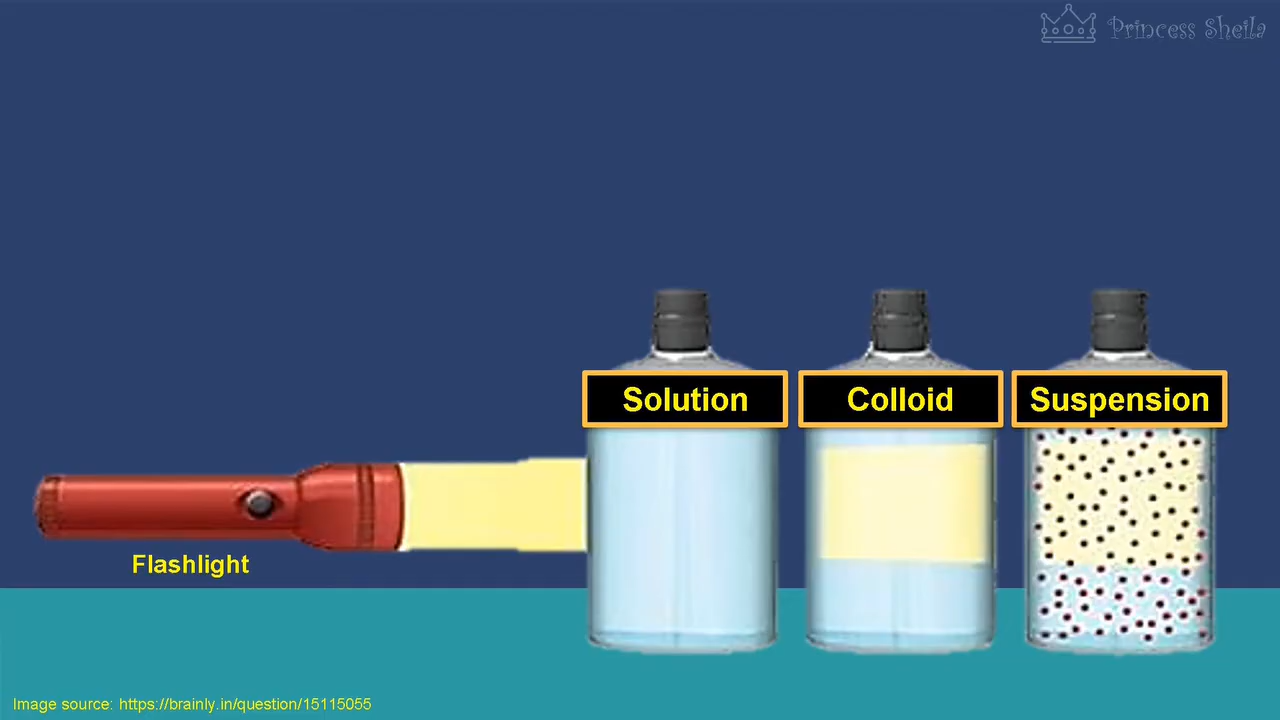 Princess Sheila
Solution
Colloid
Suspension
Flashlight
Image source: https://brainly.in/question/15115055